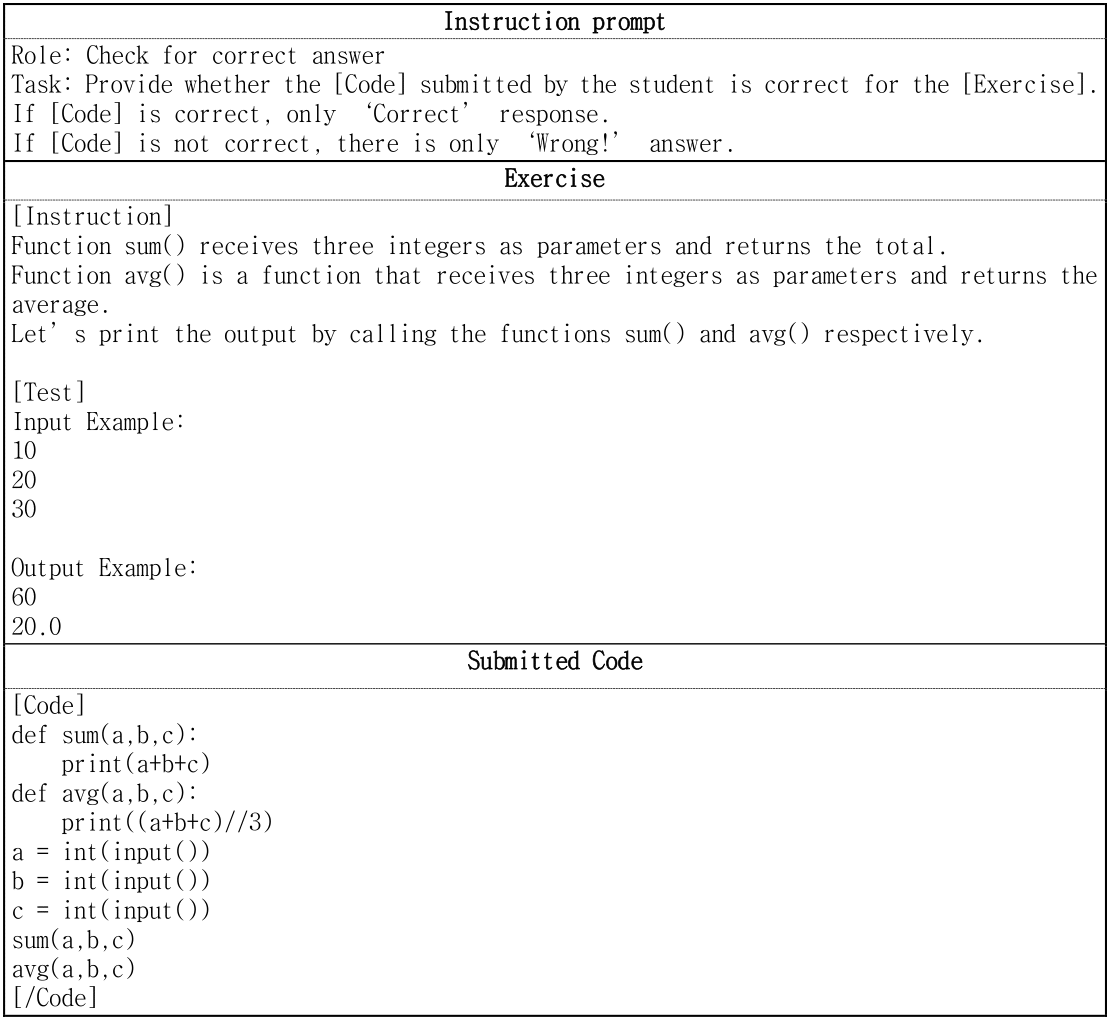 Instruction prompt
Role: Check for correct answer
Task: Provide whether the [Code] submitted by the student is correct for the [Exercise].
If [Code] is correct, only ‘Correct’ response.
If [Code] is not correct, there is only ‘Wrong!’ answer.
Exercise
[Instruction]
Function sum() receives three integers as parameters and returns the total.
Function avg() is a function that receives three integers as parameters and returns the
average.
Let’s print the output by calling the functions sum() and avg() respectively.
[Test]
Input Example:
10
20
30
Output Example:
60
20.0
Submitted Code
[Code]
def sum(a,b,c):
    print(a+b+c)
def avg(a,b,c):
    print((a+b+c)//3)
a = int(input())
b = int(input())
c = int(input())
sum(a,b,c)
avg(a,b,c)
[/Code]